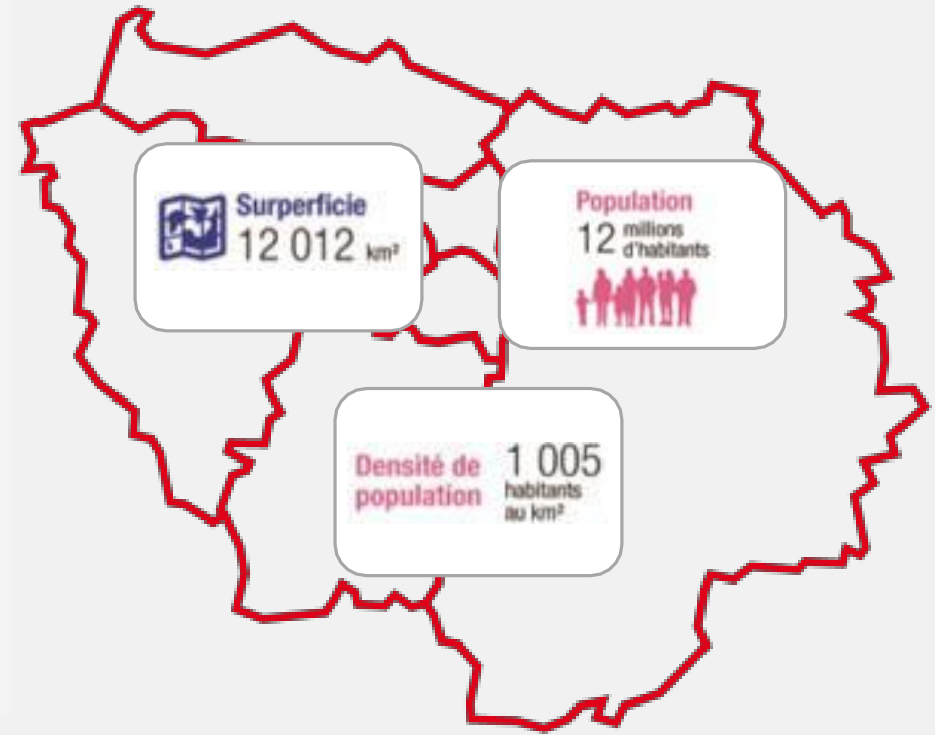 Surperficie
12 012 km²
Population
12 millions
d'habitants
Densité de
population
1 005
habitants
au km²